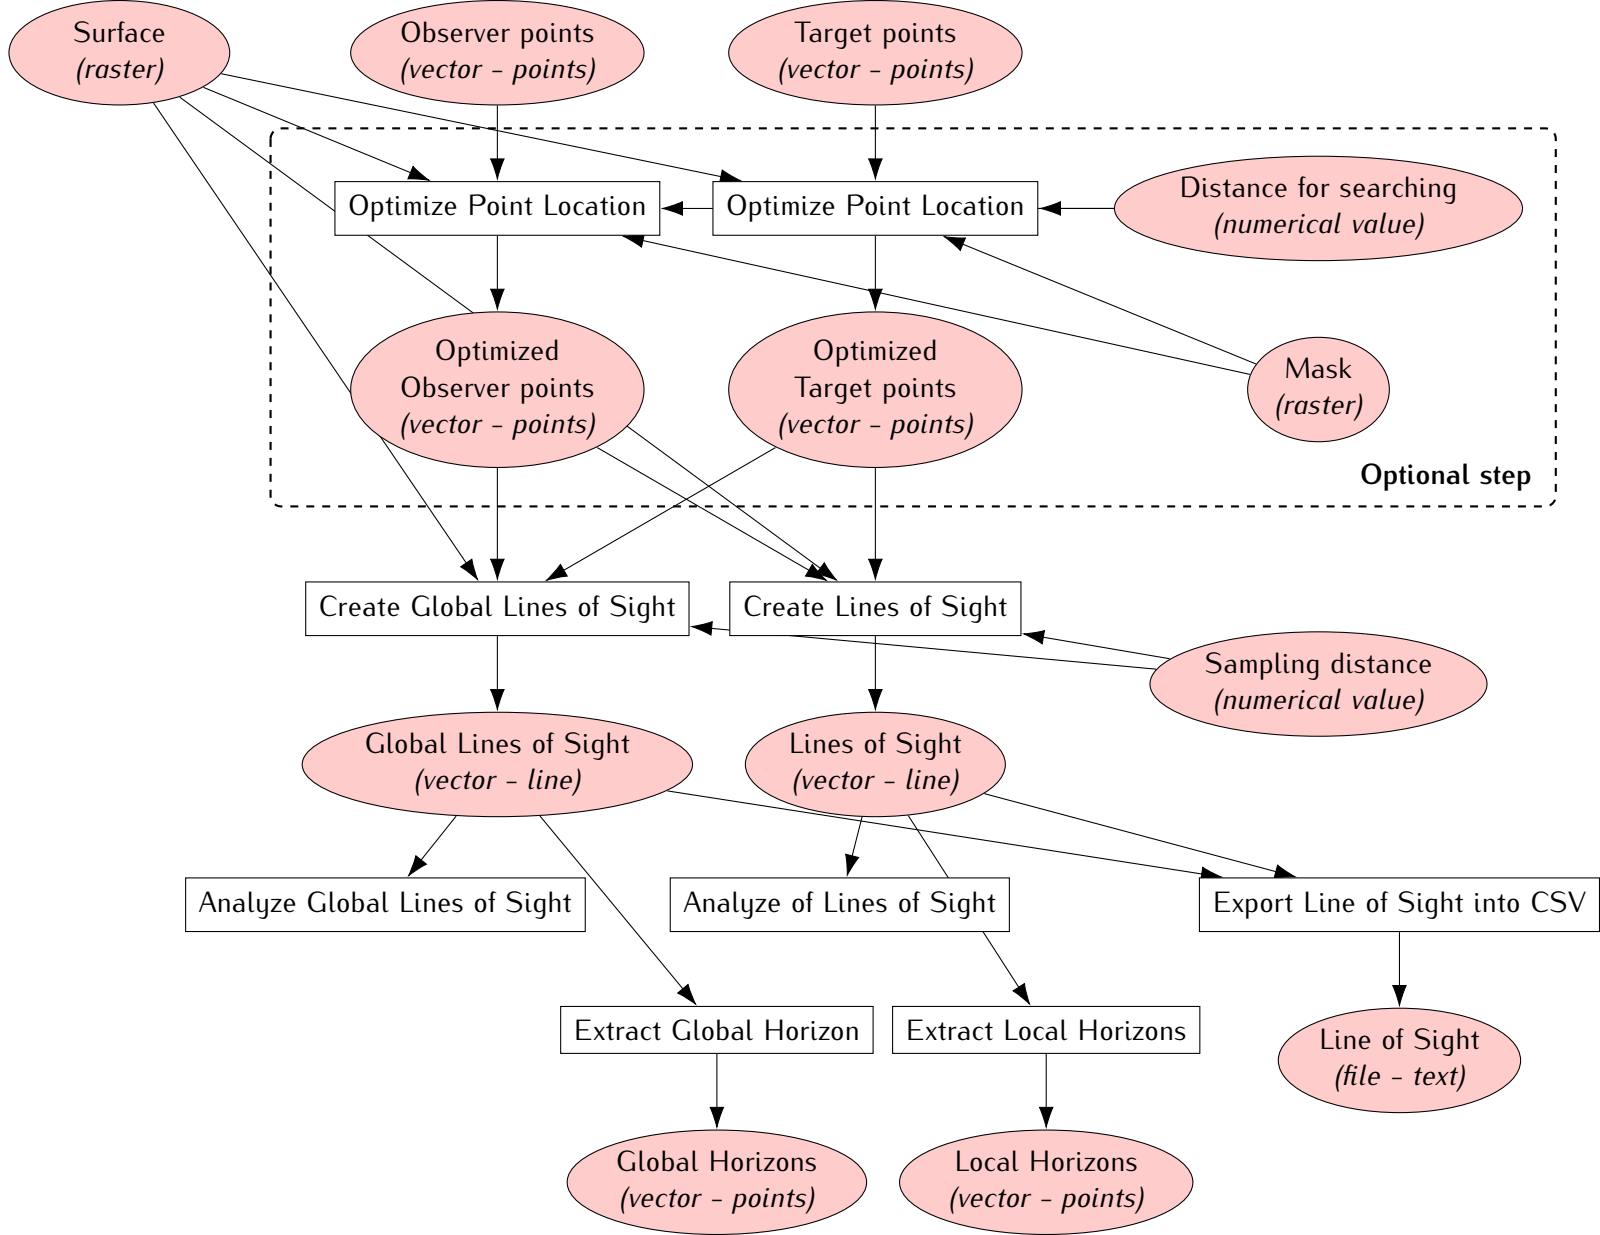 Surface
(raster)
Observer points
(vector – points)
Target points
(vector – points)
Optimize Point Location
Optimize Point Location
Distance for searching
(numerical value)
Optimized
Observer points
(vector – points)
Optimized
Target points
(vector – points)
Mask
(raster)
Optional step
Create Global Lines of Sight
Create Lines of Sight
Sampling distance
(numerical value)
Global Lines of Sight
(vector – line)
Lines of Sight
(vector – line)
Analyze Global Lines of Sight
Analyze of Lines of Sight
Export Line of Sight into CSV
Extract Global Horizon
Extract Local Horizons
Line of Sight
(file – text)
Global Horizons
(vector – points)
Local Horizons
(vector – points)